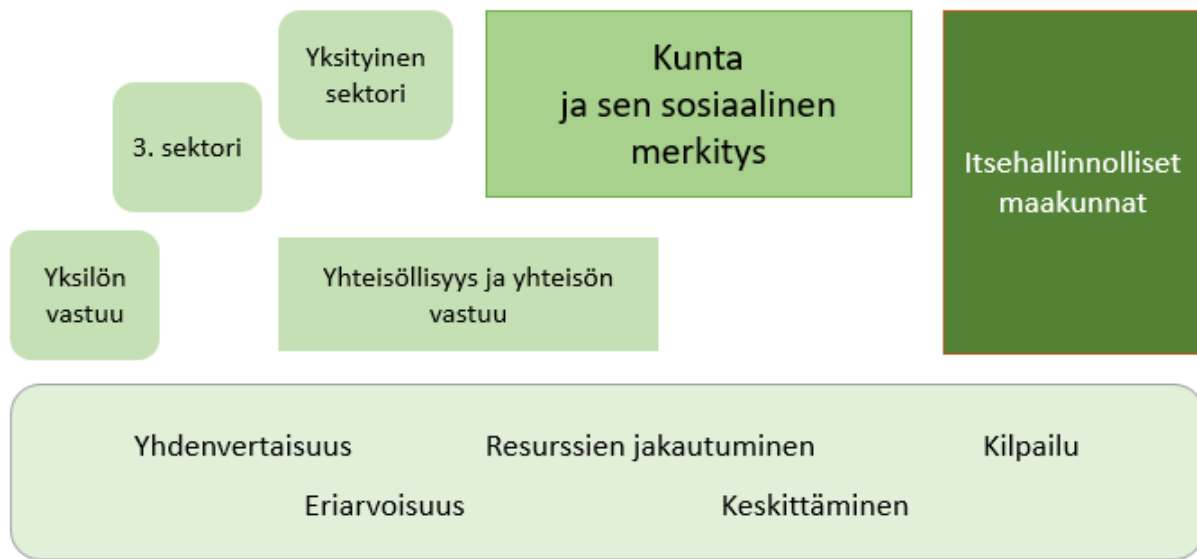 Yksityinen
sektori
Kunta
ja sen sosiaalinen
merkitys
3. sektori
Itsehallinnolliset
maakunnat
Yksilön
vastuu
Yhteisöllisyys ja yhteisön
vastuu
Yhdenvertaisuus
Resurssien jakautuminen
Kilpailu
Eriarvoisuus
Keskittäminen